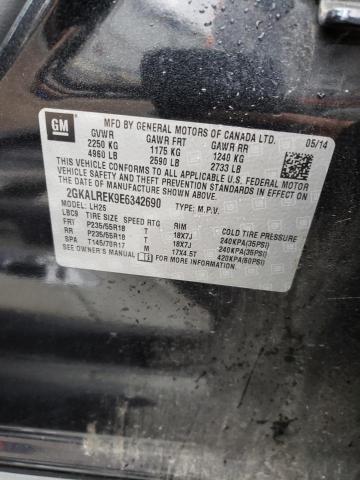 GM
MFD BY GENERAL MOTORS OF CANADA LTD. 05/14
GVWR GAWR FRT GAWR RR
2250 KG 1175 KG 1240 KG
4960 LB 2590 LB 2733 LB
THIS VEHICLE CONFORMS TO ALL APPLICABLE U.S. FEDERAL MOTOR VEHICLE SAFETY, BUMPER, AND THEFT PREVENTION STANDARDS IN EFFECT ON THE DATE OF MANUFACTURE SHOWN ABOVE.
2GKALREK9E6342690 TYPE: M.P.V.
MODEL: LH26
LBC9 TIRE SIZE SPEED RTG RIM COLD TIRE PRESSURE
FRT P235/55R18 T 18X7J 240KPA(35PSI)
RR P235/55R18 T 18X7J 240KPA(35PSI)
SPA T145/70R17 M 17X4.5T 420KPA(60PSI)
SEE OWNER'S MANUAL FOR MORE INFORMATION.